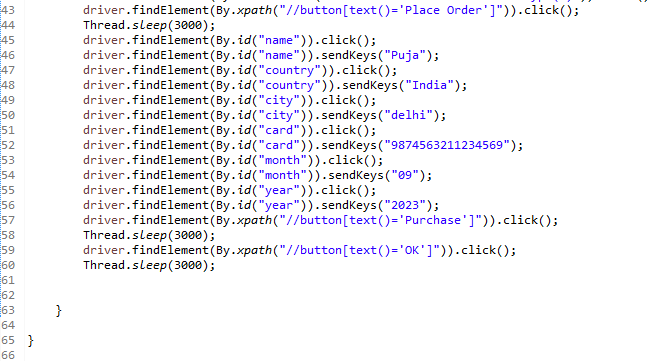 43 driver.findElement(By.xpath("//button[text()='Place Order']")).click();
44 Thread.sleep(3000);
45 driver.findElement(By.id("name")).click();
46 driver.findElement(By.id("name")).sendKeys("Puja");
47 driver.findElement(By.id("country")).click();
48 driver.findElement(By.id("country")).sendKeys("India");
49 driver.findElement(By.id("city")).click();
50 driver.findElement(By.id("city")).sendKeys("delhi");
51 driver.findElement(By.id("card")).click();
52 driver.findElement(By.id("card")).sendKeys("9874563211234569");
53 driver.findElement(By.id("month")).click();
54 driver.findElement(By.id("month")).sendKeys("09");
55 driver.findElement(By.id("year")).click();
56 driver.findElement(By.id("year")).sendKeys("2023");
57 driver.findElement(By.xpath("//button[text()='Purchase']")).click();
58 Thread.sleep(3000);
59 driver.findElement(By.xpath("//button[text()='OK']")).click();
60 Thread.sleep(3000);
61
62
63 }
64
65 }
66